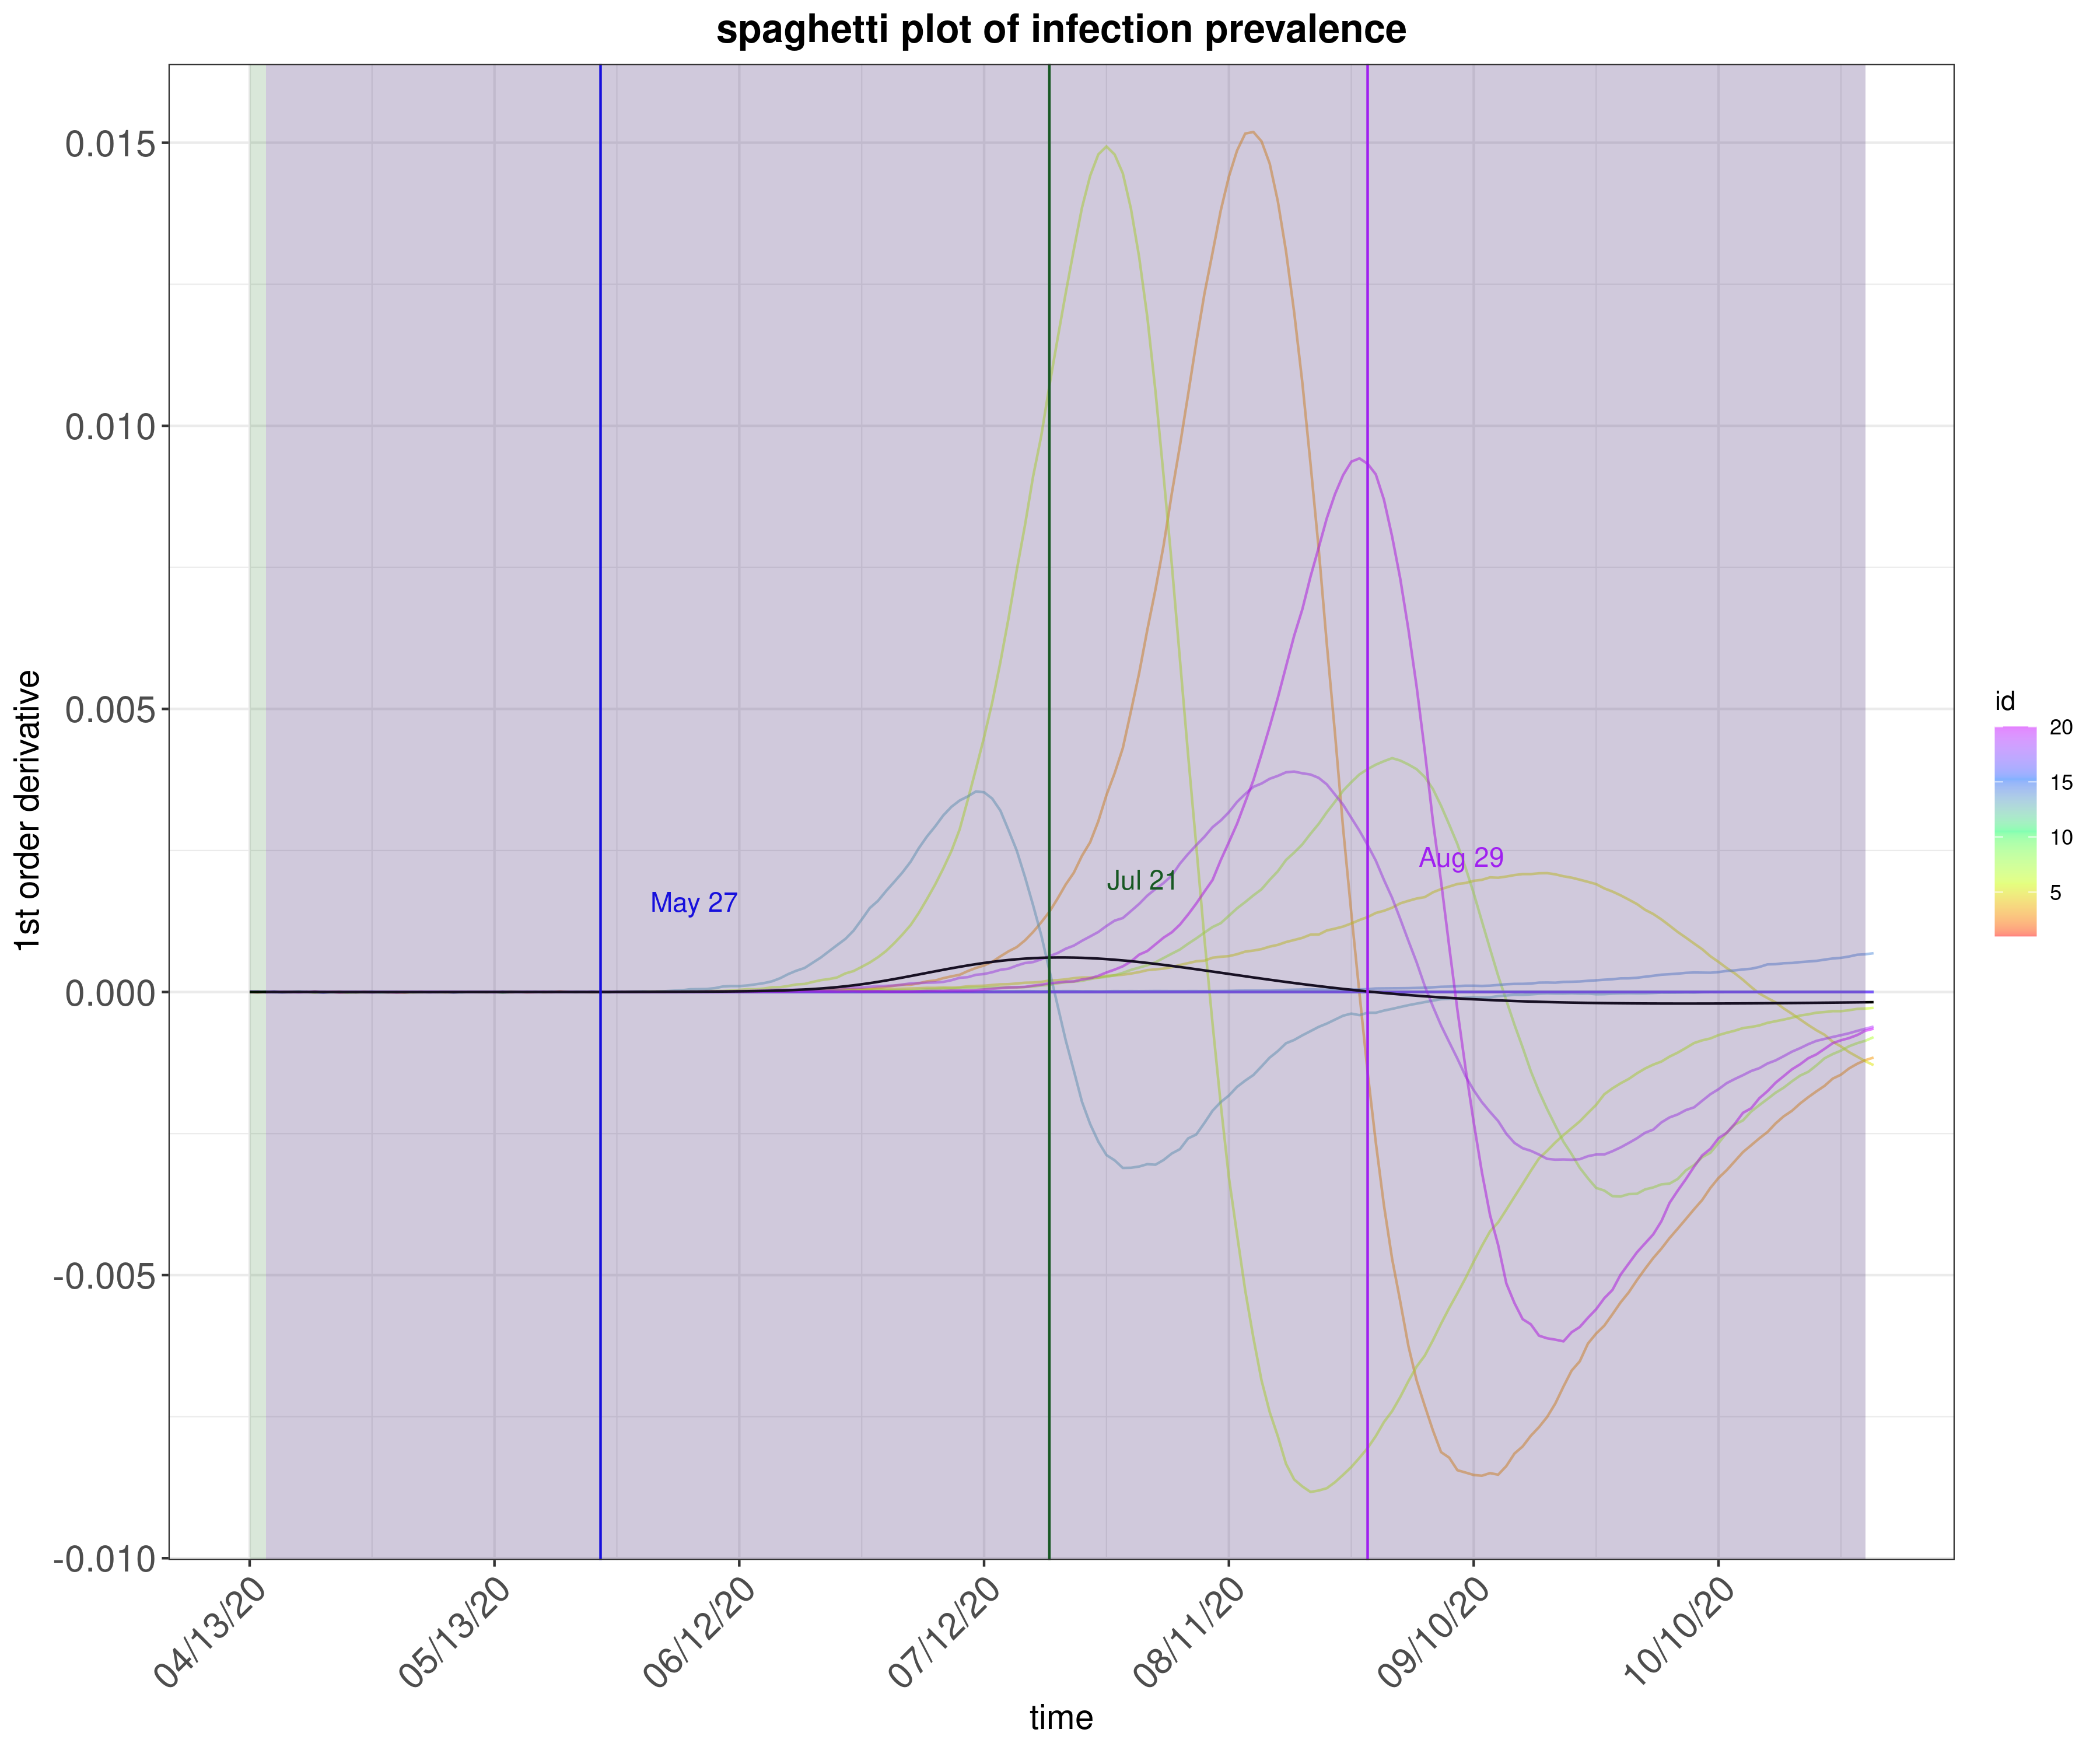 spaghetti plot of infection prevalence
1st order derivative
0.015
0.010
0.005
0.000
-0.005
-0.010
May 27
Jul 21
Aug 29
04/13/20
05/13/20
06/12/20
07/12/20
08/11/20
09/10/20
10/10/20
time
id
20
15
10
5